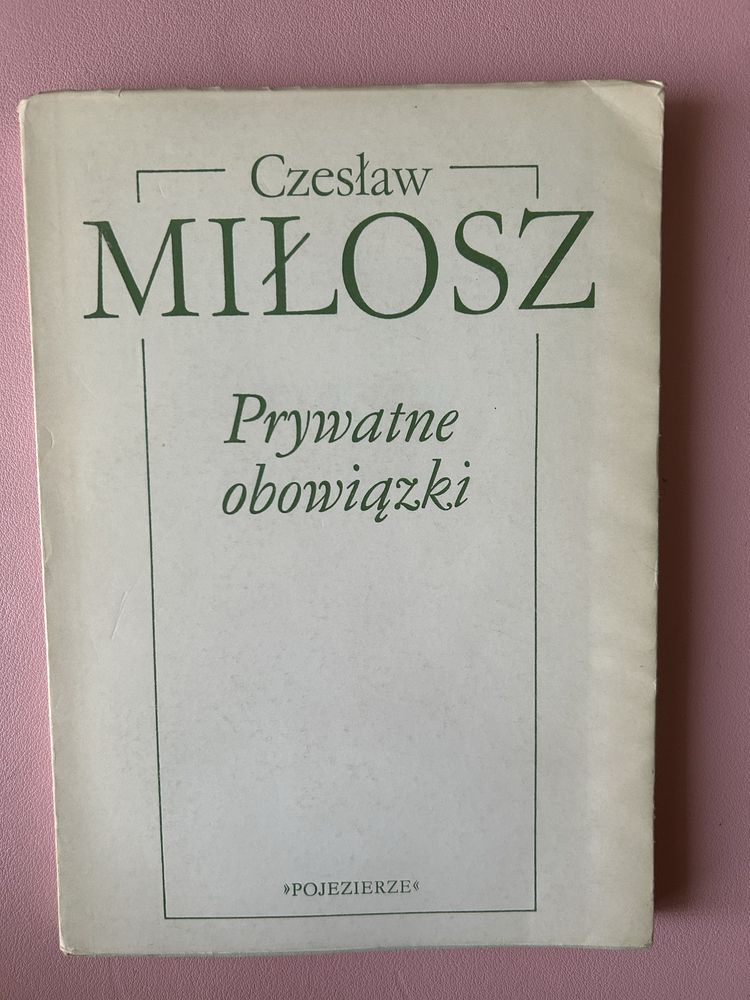 Czesław
MIŁOSZ
Prywatne
obowiązki
»POJEZIERZE«